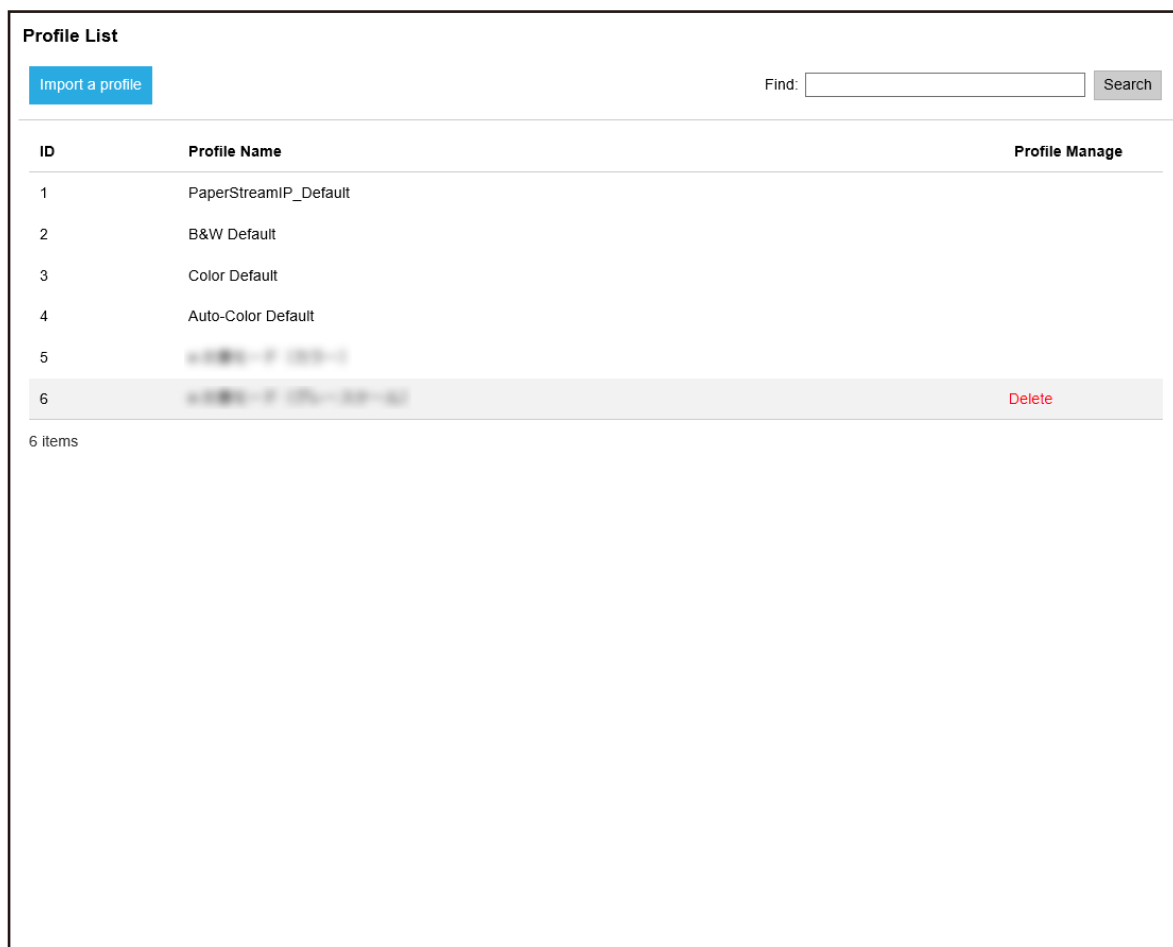 Profile List
Import a profile Find: Search
ID Profile Name Profile Manage
1 PaperStreamIP_Default
2 B&W Default
3 Color Default
4 Auto-Color Default
5
6 Delete
6 items